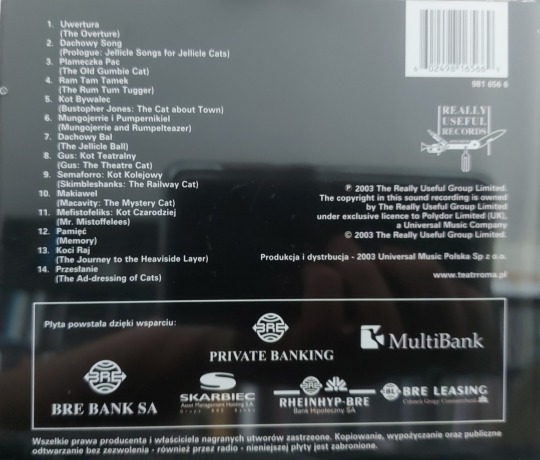 1. Uwertura
(The Overture)
2. Dachowy Song
(Prologue: Jellicle Songs for Jellicle Cats)
3. Plameczka Pac
(The Old Gumbie Cat)
4. Ram Tam Tamek
(The Rum Tum Tugger)
5. Kot Bywalec
(Bustopher Jones: The Cat about Town)
6. Mungojerrie i Pumpernikiel
(Mungojerrie and Rumpelteazer)
7. Dachowy Bal
(The Jellicle Ball)
8. Gus: Kot Teatralny
(Gus: The Theatre Cat)
9. Semaforro: Kot Kolejowy
(Skimbleshanks: The Railway Cat)
10. Makiawel
(Macavity: The Mystery Cat)
11. Mefistofeliks: Kot Czarodziej
(Mr. Mistoffelees)
12. Pamięć
(Memory)
13. Koci Raj
(The Journey to the Heaviside Layer)
14. Przesłanie
(The Ad-dressing of Cats)
981 656 6
REALLY
USEFUL
RECORDS
℗ 2003 The Really Useful Group Limited.
The copyright in this sound recording is owned
by The Really Useful Group Limited
under exclusive licence to Polydor Limited (UK),
a Universal Music Company
© 2003 The Really Useful Group Limited.
Produkcja i dystrbucja - 2003 Universal Music Polska Sp z o.o.
www.teatrroma.pl
Płyta powstała dzięki wsparciu:
BRE
PRIVATE BANKING
MultiBank
BRE
BRE BANK SA
SKARBIEC
Asset Management Holding S.A.
Grupa BRE Banku
BRE
RHEINHYP-BRE
Bank Hipoteczny SA
BRE LEASING
Wszelkie prawa producenta i właściciela nagranych utworów zastrzeżone. Kopiowanie, wypożyczanie oraz publiczne
odtwarzanie bez zezwolenia - również przez radio - nieniejszej płyty jest zabronione.